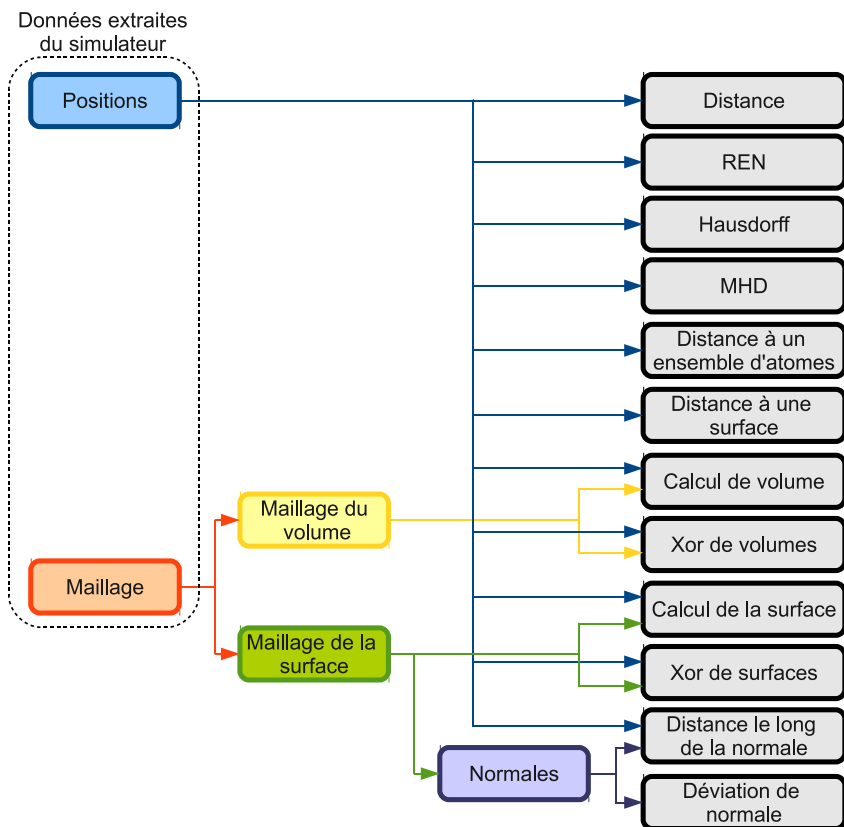 Données extraites
du simulateur
Positions
Distance
REN
Hausdorff
MHD
Distance à un
ensemble d'atomes
Distance à une
surface
Maillage du
volume
Calcul de volume
Xor de volumes
Maillage
Calcul de la surface
Maillage de la
surface
Xor de surfaces
Distance le long
de la normale
Normales
Déviation de
normale